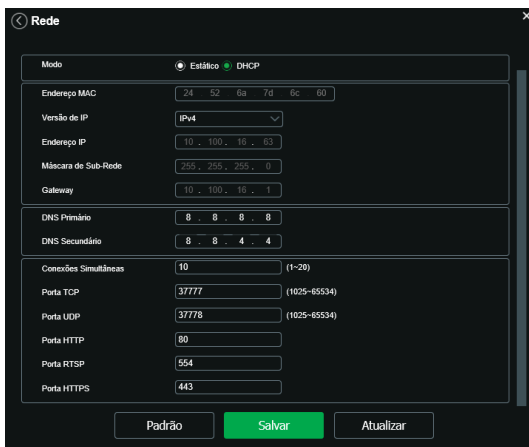 Rede
Modo Estático DHCP
Endereço MAC 24 52 6a 7d 6c 60
Versão de IP IPv4
Endereço IP 10 . 100 . 16 . 63
Máscara de Sub-Rede 255 . 255 . 255 . 0
Gateway 10 . 100 . 16 . 1
DNS Primário 8 . 8 . 8 . 8
DNS Secundário 8 . 8 . 4 . 4
Conexões Simultâneas 10 (1~20)
Porta TCP 37777 (1025~65534)
Porta UDP 37778 (1025~65534)
Porta HTTP 80
Porta RTSP 554
Porta HTTPS 443
Padrão Salvar Atualizar